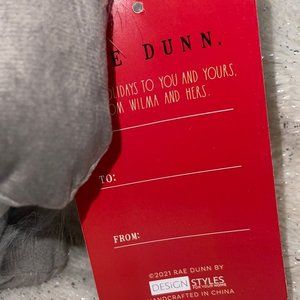 E DUNN.
OLIDAYS TO YOU AND YOURS,
OM WILMA AND HERS.
TO:
FROM:
©2021 RAE DUNN BY
DESIGN STYLES
HANDCRAFTED IN CHINA